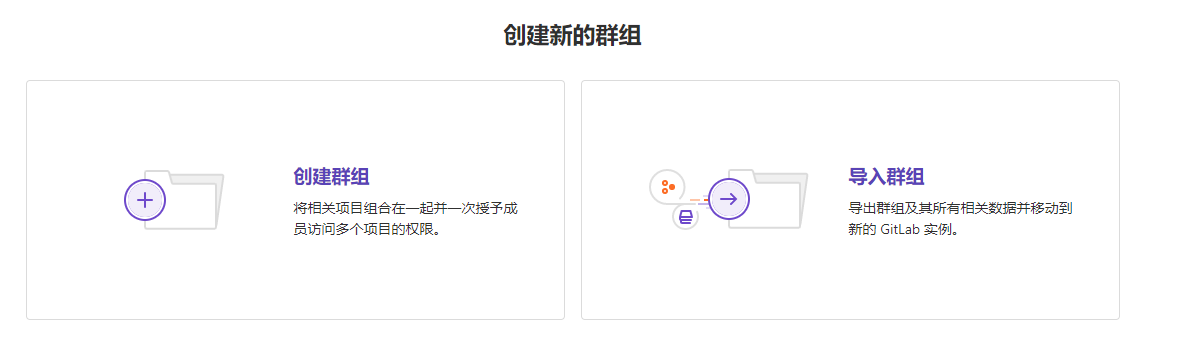 创建新的群组
创建群组
将相关项目组合在一起并一次授予成
员访问多个项目的权限。
导入群组
导出群组及其所有相关数据并移动到
新的 GitLab 实例。